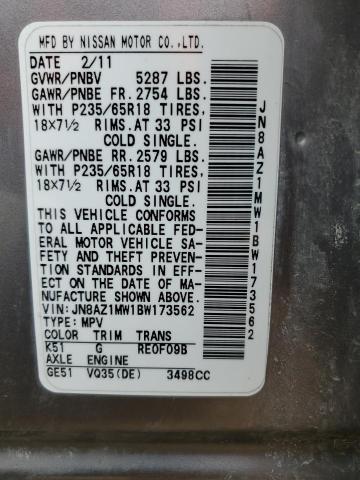 MFD BY NISSAN MOTOR CO.,LTD.
DATE 2/11
GVWR/PNBV 5287 LBS.
GAWR/PNBE FR. 2754 LBS.
WITH P235/65R18 TIRES,
18X7½ RIMS.AT 33 PSI
COLD SINGLE.
GAWR/PNBE RR. 2579 LBS.
WITH P235/65R18 TIRES,
18X7½ RIMS.AT 33 PSI
COLD SINGLE.
THIS VEHICLE CONFORMS
TO ALL APPLICABLE FED-
ERAL MOTOR VEHICLE SA-
FETY AND THEFT PREVEN-
TION STANDARDS IN EFF-
ECT ON THE DATE OF MA-
NUFACTURE SHOWN ABOVE.
VIN: JN8AZ1MW1BW173562
TYPE: MPV
COLOR TRIM TRANS
K51 G RE0F09B
AXLE ENGINE
GE51 VQ35(DE) 3498CC
JN8AZ1MW1BW173562